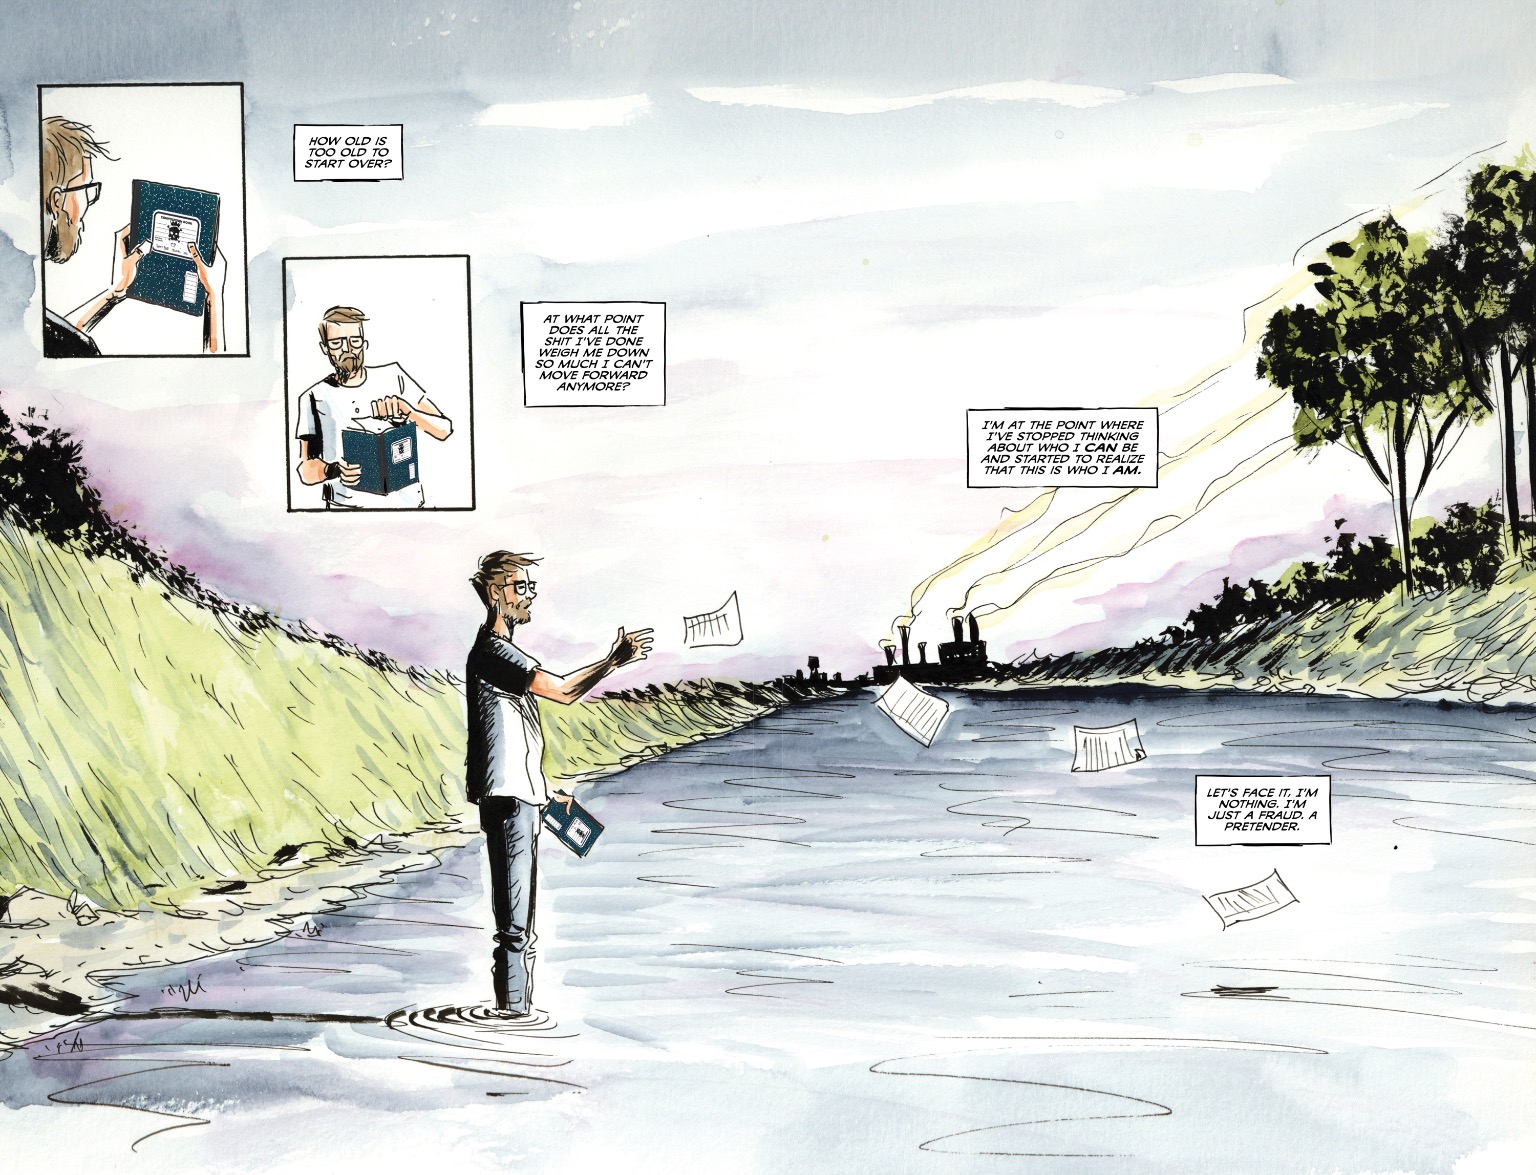 HOW OLD IS
TOO OLD TO
START OVER?
AT WHAT POINT
DOES ALL THE
SHIT I'VE DONE
WEIGH ME DOWN
SO MUCH I CAN'T
MOVE FORWARD
ANYMORE?
I'M AT THE POINT WHERE
I'VE STOPPED THINKING
ABOUT WHO I CAN BE
AND STARTED TO REALIZE
THAT THIS IS WHO I AM.
LET'S FACE IT, I'M
NOTHING. I'M
JUST A FRAUD. A
PRETENDER.